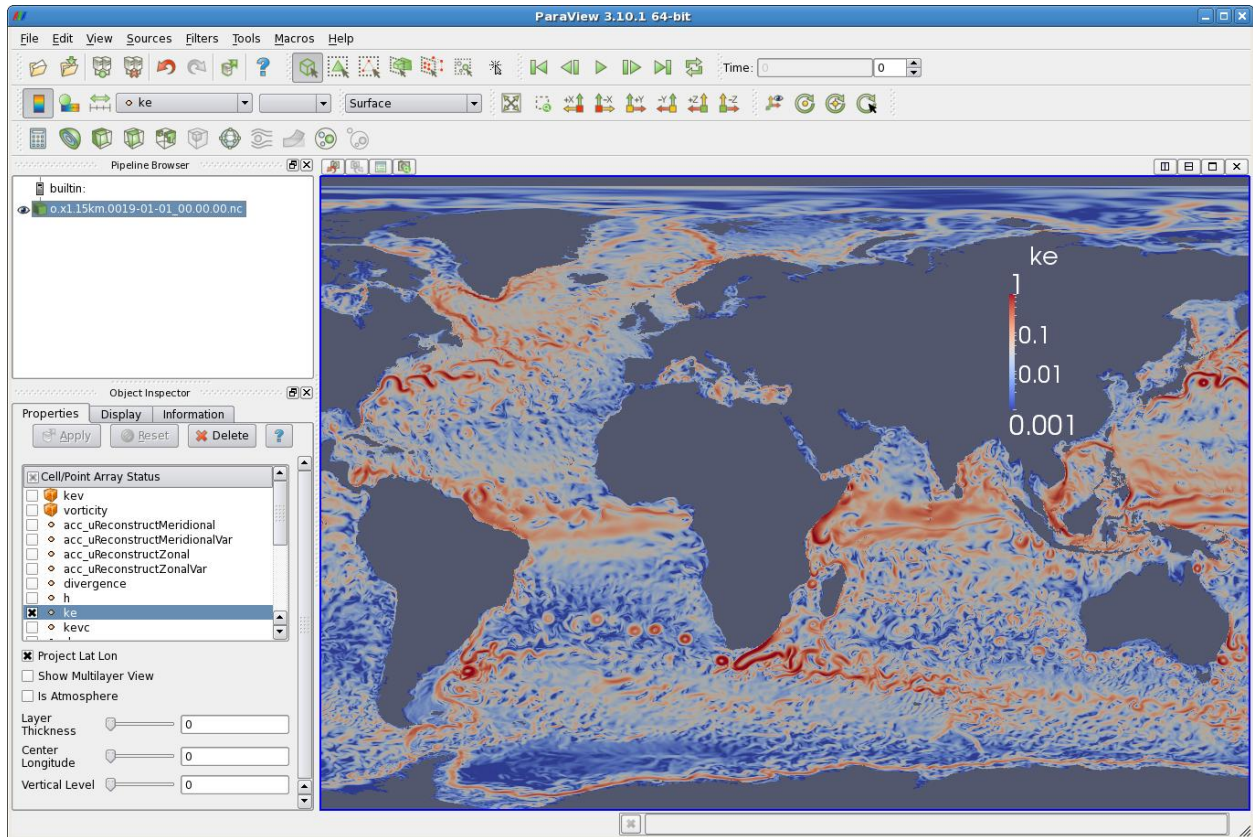 ParaView 3.10.1 64-bit
File Edit View Sources Filters Tools Macros Help
Time: 0 0
ke Surface
+X -X +Y -Y +Z -Z
Pipeline Browser
builtin:
o.x1.15km.0019-01-01_00.00.00.nc
Object Inspector
Properties Display Information
Apply Reset Delete ?
Cell/Point Array Status
kev
vorticity
acc_uReconstructMeridional
acc_uReconstructMeridionalVar
acc_uReconstructZonal
acc_uReconstructZonalVar
divergence
h
ke
kevc
Project Lat Lon
Show Multilayer View
Is Atmosphere
Layer
Thickness 0
Center
Longitude 0
Vertical Level 0
ke
1
0.1
0.01
0.001